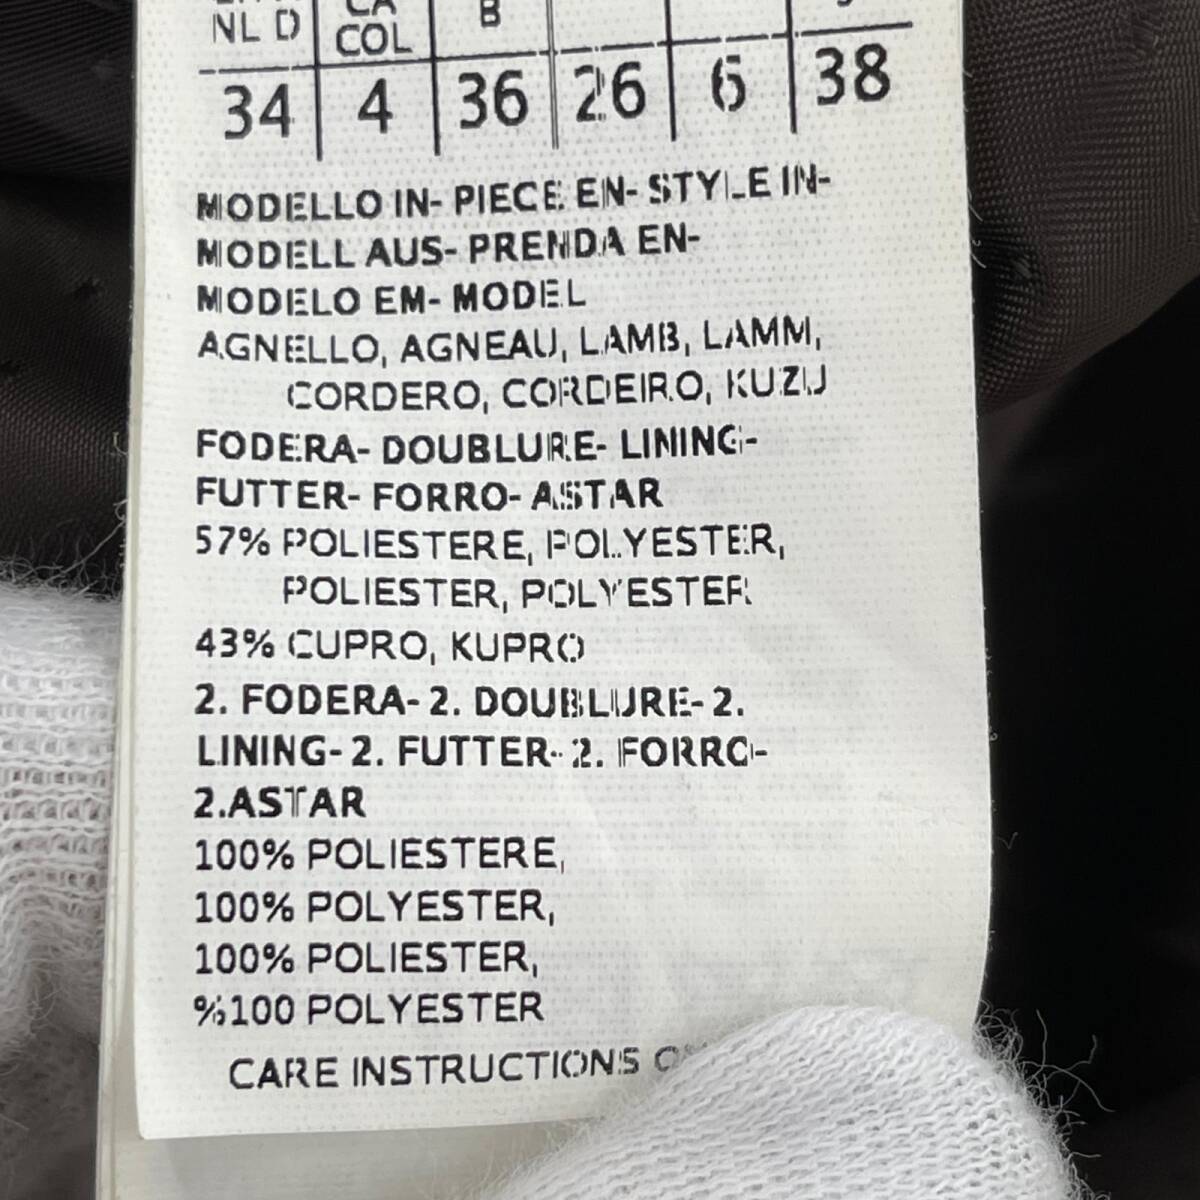 NL D CA COL B
34 4 36 26 6 38
MODELLO IN- PIECE EN- STYLE IN-
MODELL AUS- PRENDA EN-
MODELO EM- MODEL
AGNELLO, AGNEAU, LAMB, LAMM,
CORDERO, CORDEIRO, KUZU
FODERA- DOUBLURE- LINING-
FUTTER- FORRO- ASTAR
57% POLIESTERE, POLYESTER,
POLIESTER, POLYESTER
43% CUPRO, KUPRO
2. FODERA- 2. DOUBLURE- 2.
LINING- 2. FUTTER- 2. FORRO-
2.ASTAR
100% POLIESTERE,
100% POLYESTER,
100% POLIESTER,
%100 POLYESTER
CARE INSTRUCTIONS